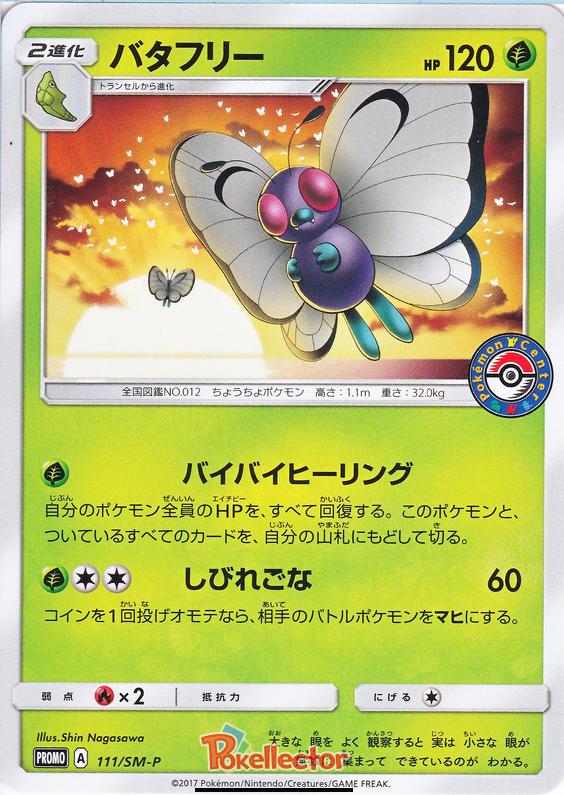 2進化 バタフリー HP 120
トランセルから進化
全国図鑑NO.012 ちょうちょポケモン 高さ:1.1m 重さ:32.0kg
Pokémon Center
バイバイヒーリング
自分のポケモン全員のHPを、すべて回復する。このポケモンと、
ついているすべてのカードを、自分の山札にもどして切る。
しびれごな 60
コインを1回投げオモテなら、相手のバトルポケモンをマヒにする。
弱点 ×2 抵抗力 にげる
Illus.Shin Nagasawa
PROMO A 111/SM-P
大きな 眼を よく 観察すると 実は 小さな 眼が
集まって できているのが わかる。
Pokellector
©2017 Pokémon/Nintendo/Creatures/GAME FREAK.